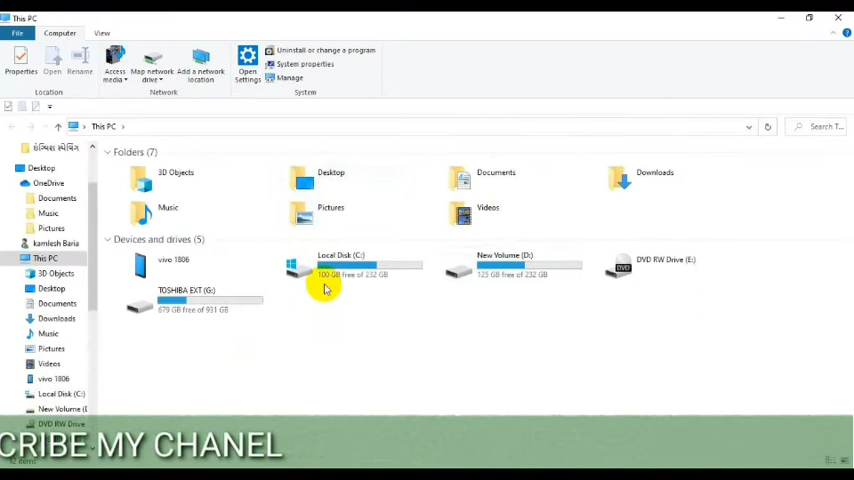 This PC
File Computer View
Properties Open Rename Access media Map network drive Add a network location Open Settings Uninstall or change a program
System properties
Manage
Location Network System
This PC
Search T...
Folders (7)
3D Objects Desktop Documents Downloads
Music Pictures Videos
Devices and drives (5)
vivo 1806
Local Disk (C:)
100 GB free of 232 GB
New Volume (D:)
125 GB free of 232 GB
DVD RW Drive (E:)
DVD
TOSHIBA EXT (G:)
679 GB free of 931 GB
ઇન્ગ્લિશ સ્પેલિંગ
Desktop
OneDrive
Documents
Music
Pictures
kamlesh Baria
This PC
3D Objects
Desktop
Documents
Downloads
Music
Pictures
Videos
vivo 1806
Local Disk (C:)
New Volume (D:
DVD RW Drive
CRIBE MY CHANEL